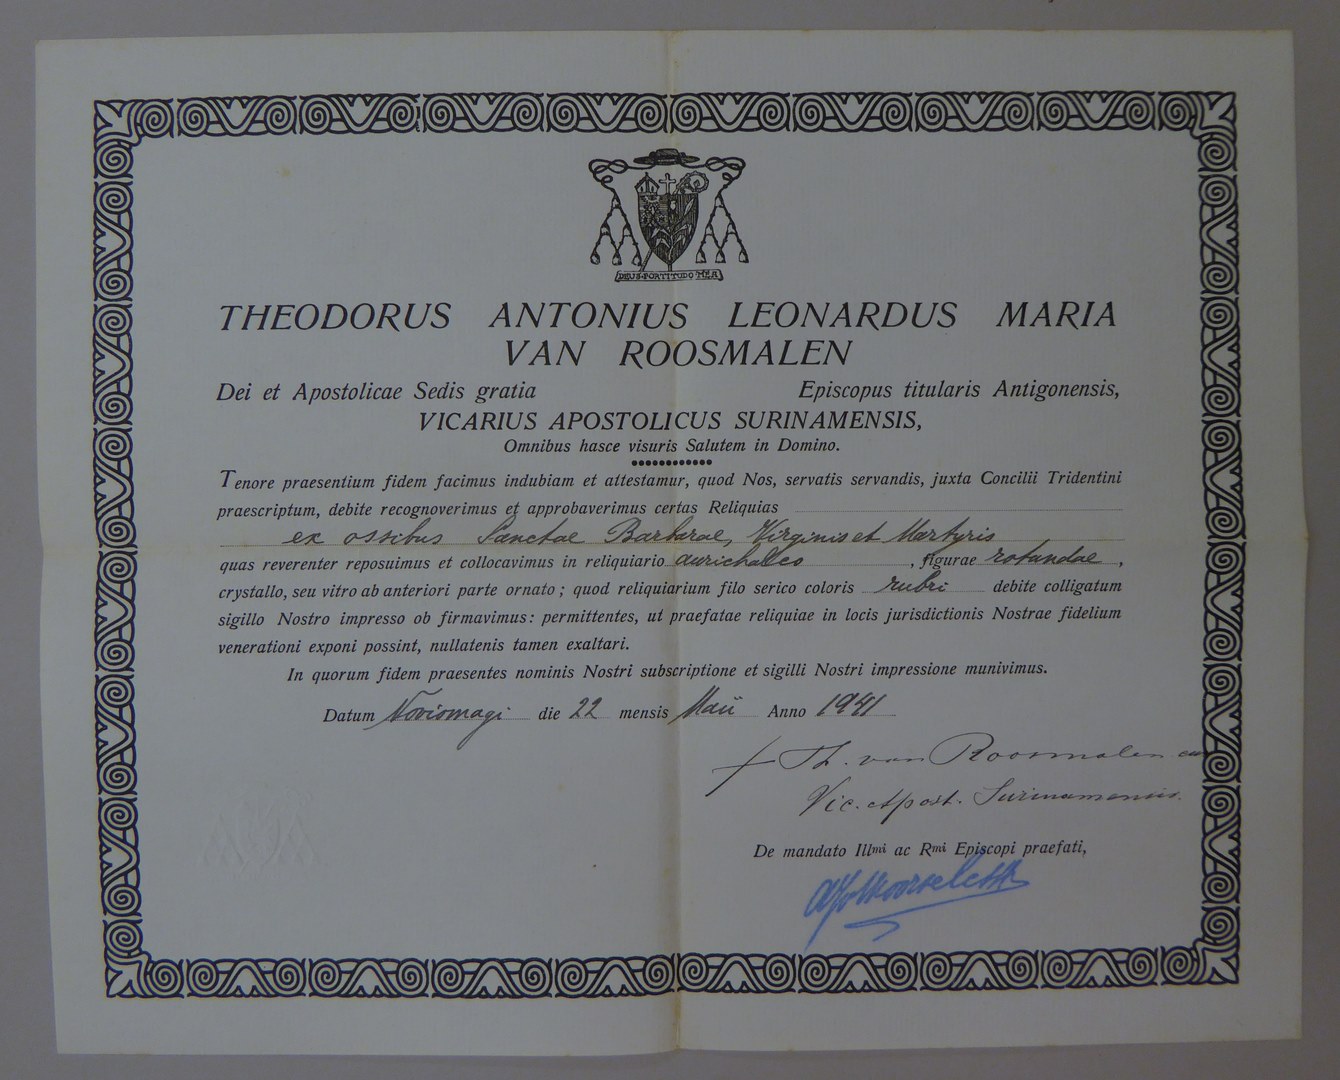 DEUS FORTITUDO MEA
THEODORUS ANTONIUS LEONARDUS MARIA
VAN ROOSMALEN
Dei et Apostolicae Sedis gratia Episcopus titularis Antigonensis,
VICARIUS APOSTOLICUS SURINAMENSIS,
Omnibus hasce visuris Salutem in Domino.
Tenore praesentium fidem facimus indubiam et attestamur, quod Nos, servatis servandis, juxta Concilii Tridentini
praescriptum, debite recognoverimus et approbaverimus certas Reliquias
ex ossibus Sanctae Barbarae, Virginis et Martyris
quas reverenter reposuimus et collocavimus in reliquiario aurichalco, figurae rotundae,
crystallo, seu vitro ab anteriori parte ornato; quod reliquiarium filo serico coloris rubri debite colligatum
sigillo Nostro impresso ob firmavimus: permittentes, ut praefatae reliquiae in locis jurisdictionis Nostrae fidelium
venerationi exponi possint, nullatenis tamen exaltari.
In quorum fidem praesentes nominis Nostri subscriptione et sigilli Nostri impressione munivimus.
Datum Noviomagi die 22 mensis Maii Anno 1941
† Th. van Roosmalen
Vic. Apost. Surinamensis.
De mandato Illmi ac Rmi Episcopi praefati,